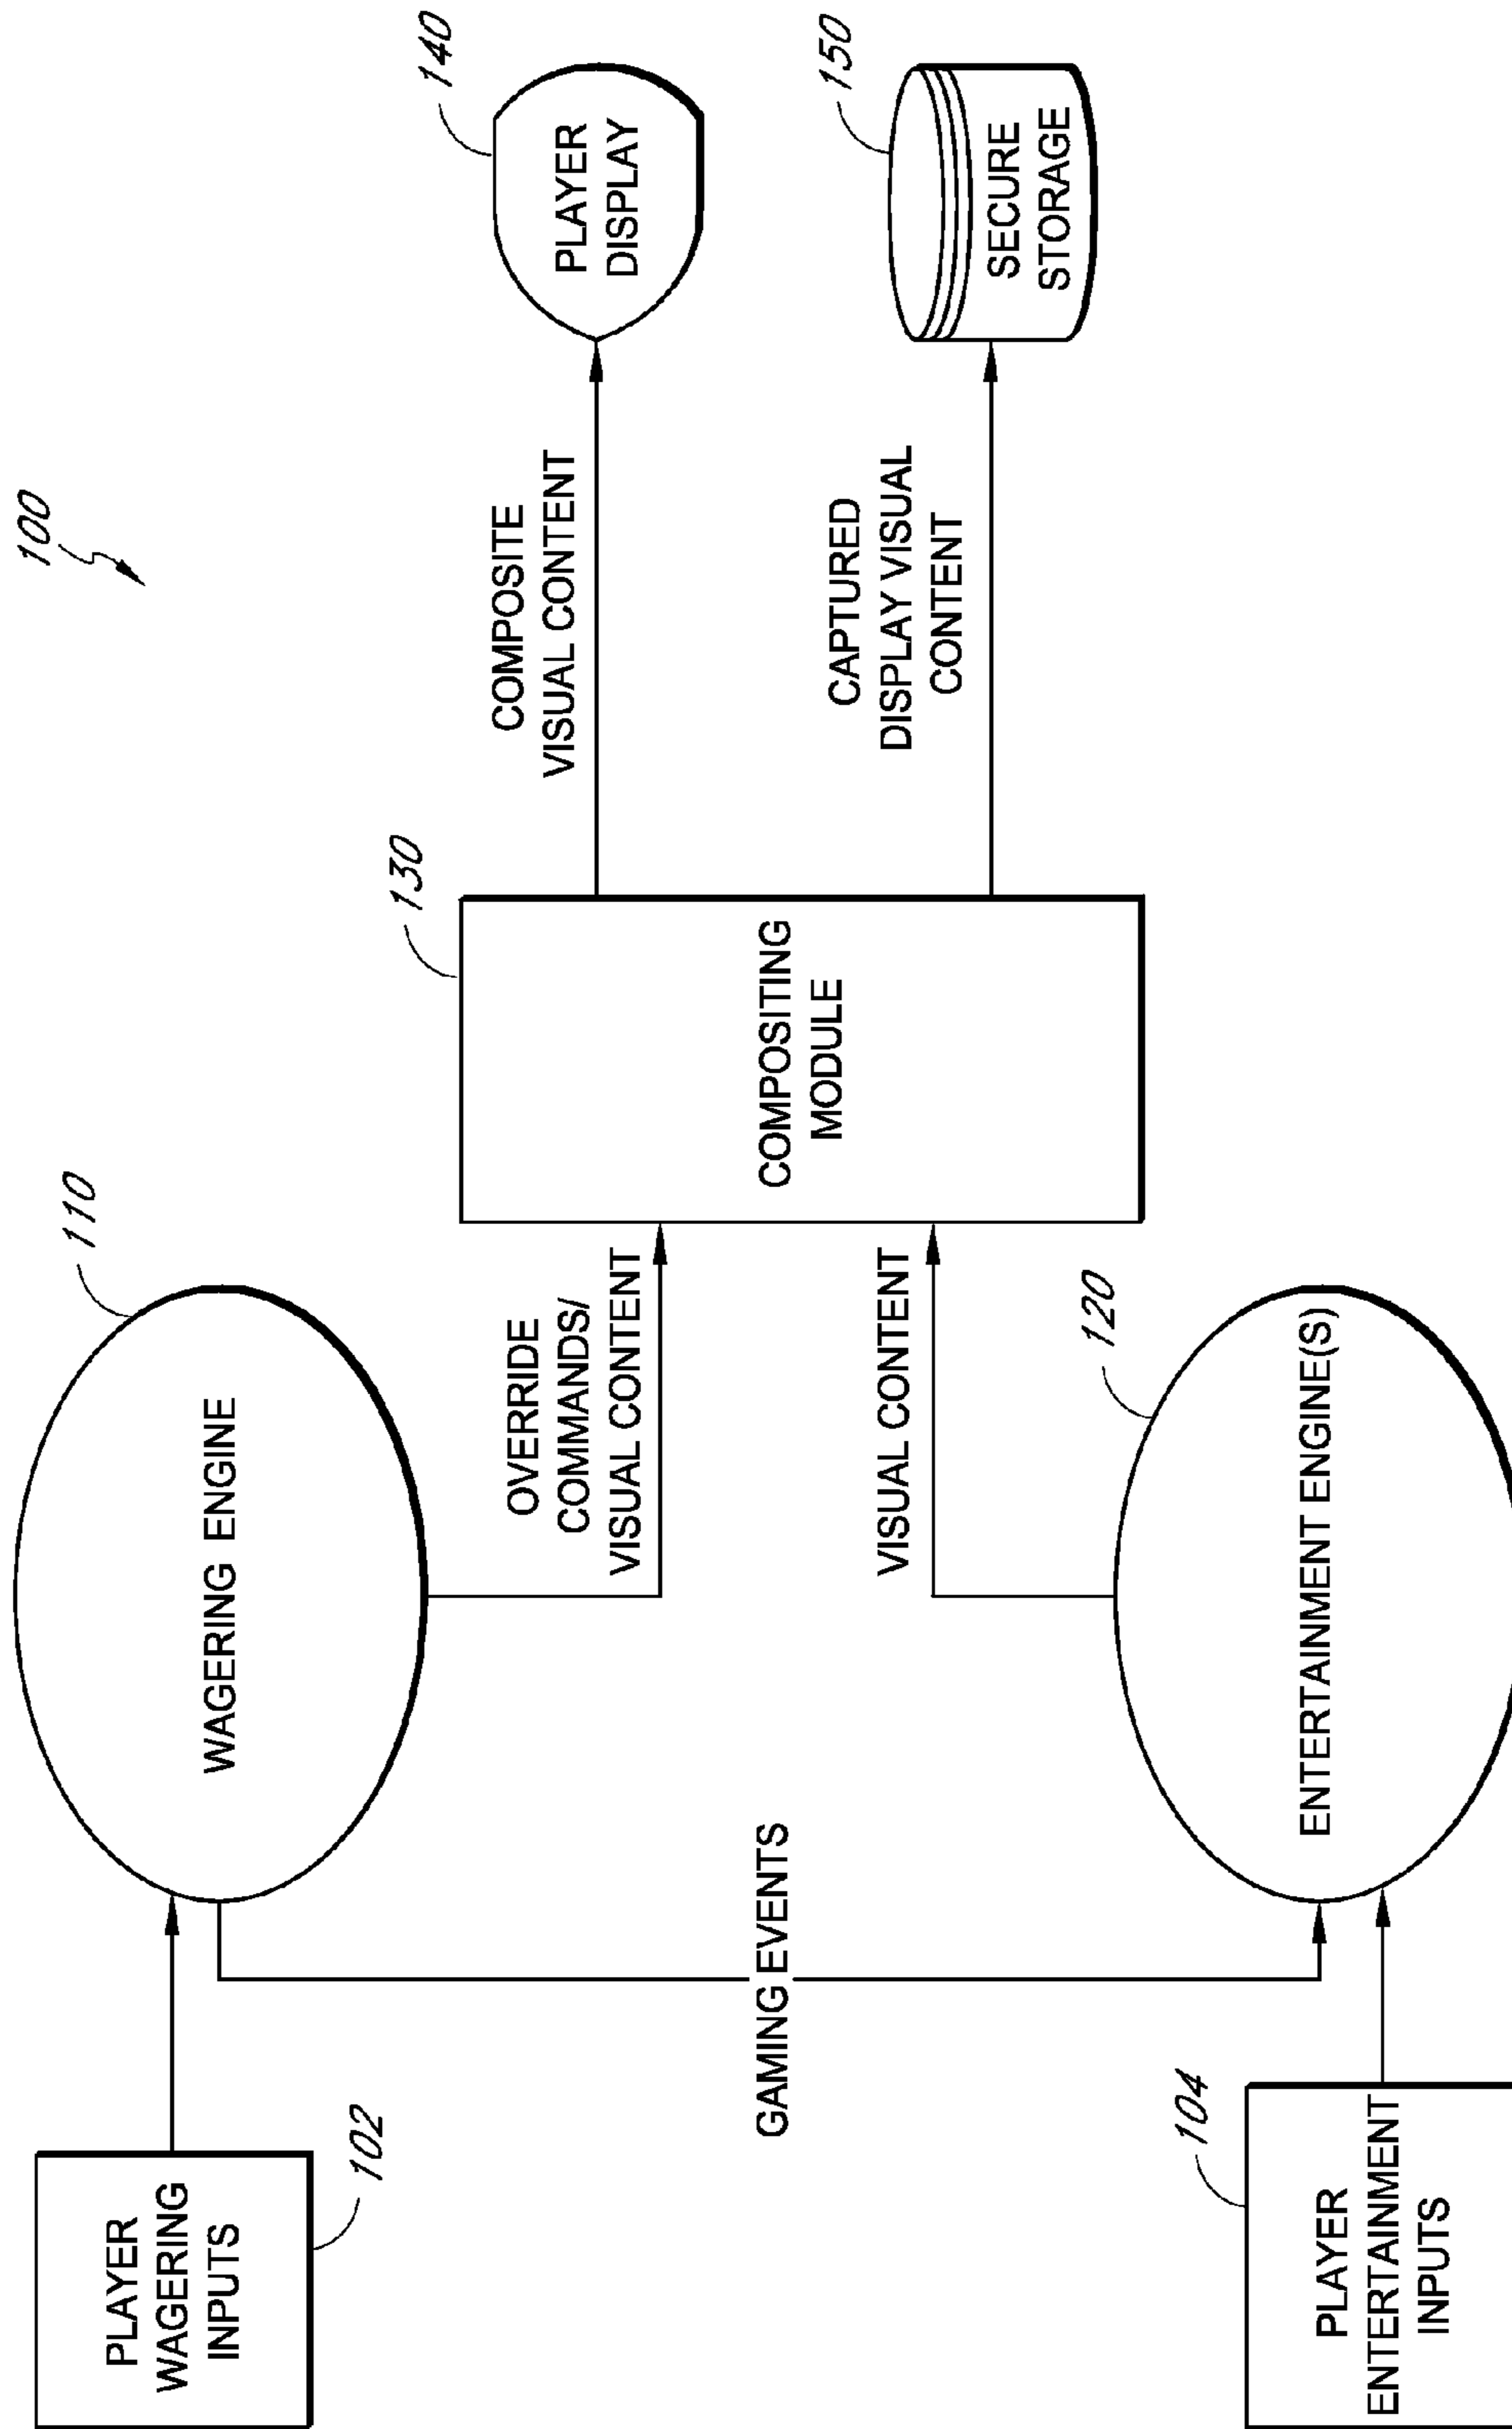 100
PLAYER
WAGERING
INPUTS
102
WAGERING ENGINE
110
OVERRIDE
COMMANDS/
VISUAL CONTENT
GAMING EVENTS
VISUAL CONTENT
PLAYER
ENTERTAINMENT
INPUTS
104
ENTERTAINMENT ENGINE(S)
120
COMPOSITING
MODULE
130
COMPOSITE
VISUAL CONTENT
PLAYER
DISPLAY
140
CAPTURED
DISPLAY VISUAL
CONTENT
SECURE
STORAGE
150